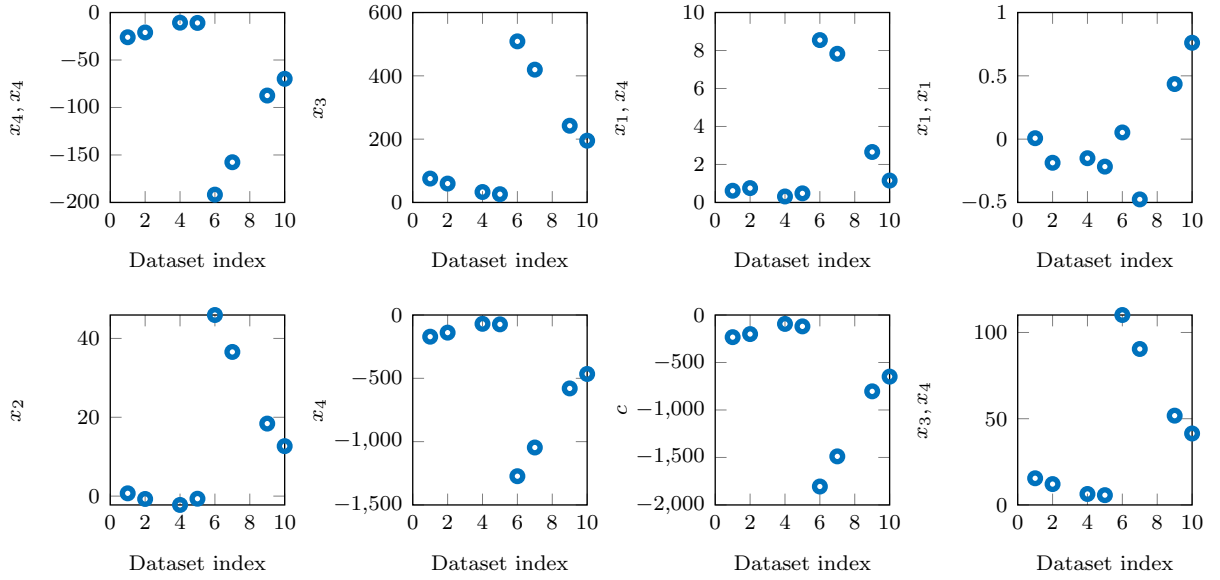 0
−50
−100
−150
−200
0 2 4 6 8 10
x4, x4
Dataset index
600
400
200
0
0 2 4 6 8 10
x3
Dataset index
10
8
6
4
2
0
0 2 4 6 8 10
x1, x4
Dataset index
1
0.5
0
−0.5
0 2 4 6 8 10
x1, x1
Dataset index
40
20
0
0 2 4 6 8 10
x2
Dataset index
0
−500
−1,000
−1,500
0 2 4 6 8 10
x4
Dataset index
0
−500
−1,000
−1,500
−2,000
0 2 4 6 8 10
c
Dataset index
100
50
0
0 2 4 6 8 10
x3, x4
Dataset index